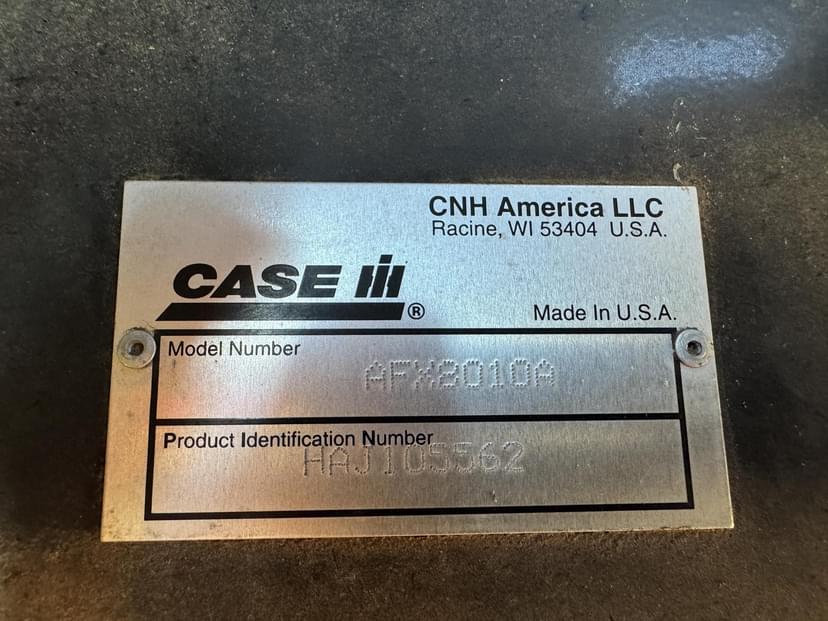 CNH America LLC
Racine, WI 53404 U.S.A.
CASE IH®
Made In U.S.A.
Model Number
AFX8010A
Product Identification Number
HAJ105562